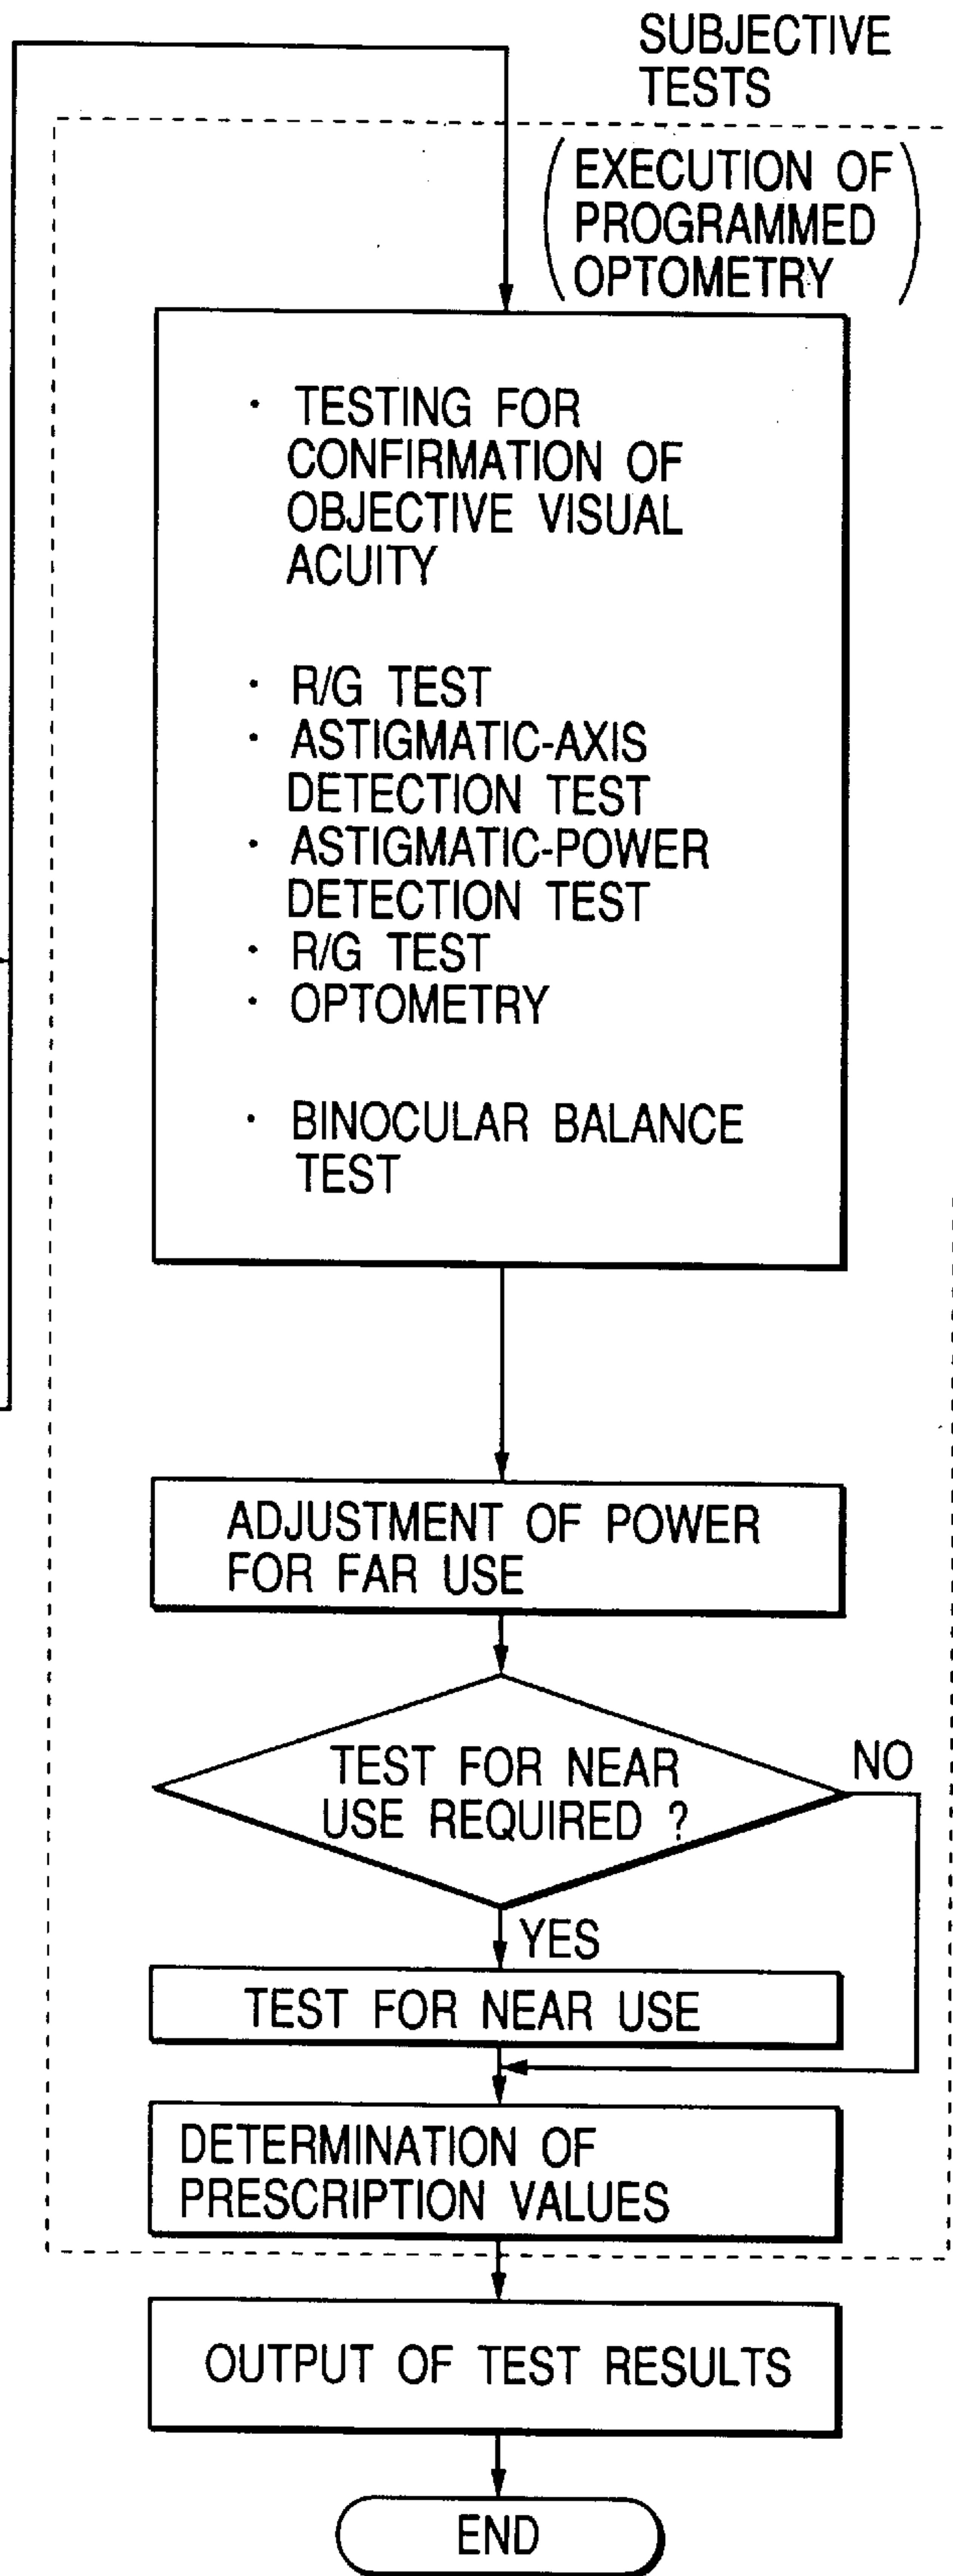 SUBJECTIVE
TESTS
(EXECUTION OF
PROGRAMMED
OPTOMETRY)
· TESTING FOR
CONFIRMATION OF
OBJECTIVE VISUAL
ACUITY
· R/G TEST
· ASTIGMATIC-AXIS
DETECTION TEST
· ASTIGMATIC-POWER
DETECTION TEST
· R/G TEST
· OPTOMETRY
· BINOCULAR BALANCE
TEST
ADJUSTMENT OF POWER
FOR FAR USE
TEST FOR NEAR
USE REQUIRED ?
NO
YES
TEST FOR NEAR USE
DETERMINATION OF
PRESCRIPTION VALUES
OUTPUT OF TEST RESULTS
END